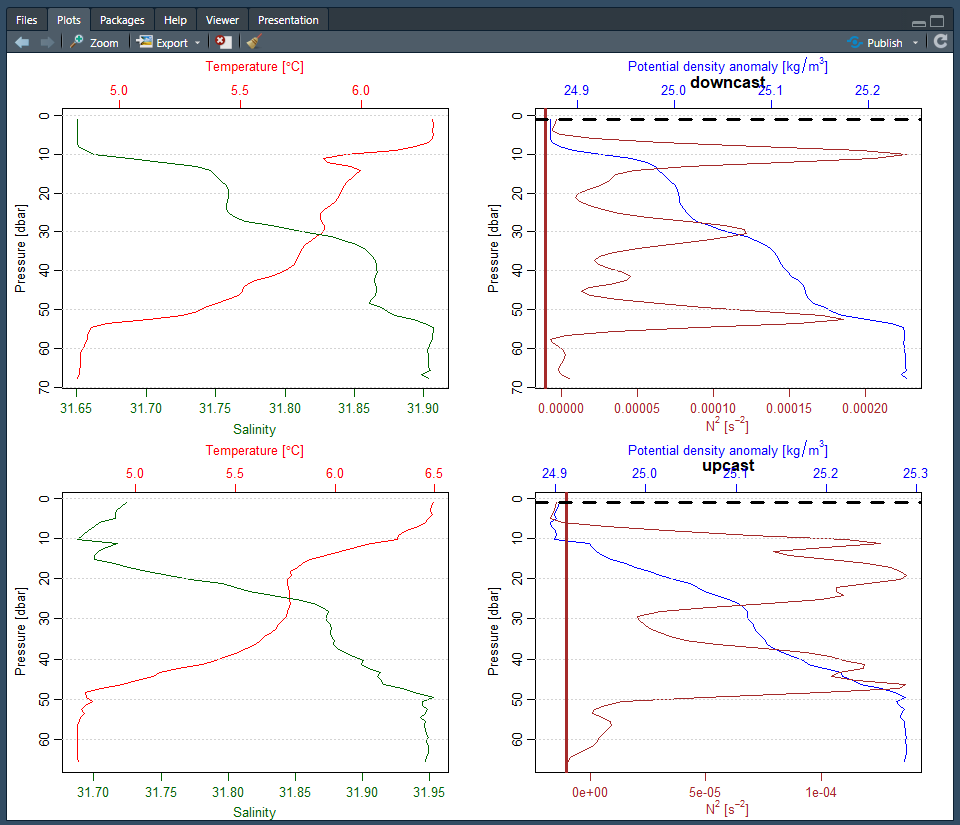 Files Plots Packages Help Viewer Presentation
Zoom Export Publish
Temperature [°C]
5.0 5.5 6.0
Pressure [dbar]
0 10 20 30 40 50 60 70
31.65 31.70 31.75 31.80 31.85 31.90
Salinity
Potential density anomaly [kg/m³]
downcast
24.9 25.0 25.1 25.2
Pressure [dbar]
0 10 20 30 40 50 60 70
0.00000 0.00005 0.00010 0.00015 0.00020
N² [s⁻²]
Temperature [°C]
5.0 5.5 6.0 6.5
Pressure [dbar]
0 10 20 30 40 50 60
31.70 31.75 31.80 31.85 31.90 31.95
Salinity
Potential density anomaly [kg/m³]
upcast
24.9 25.0 25.1 25.2 25.3
Pressure [dbar]
0 10 20 30 40 50 60
0e+00 5e-05 1e-04
N² [s⁻²]